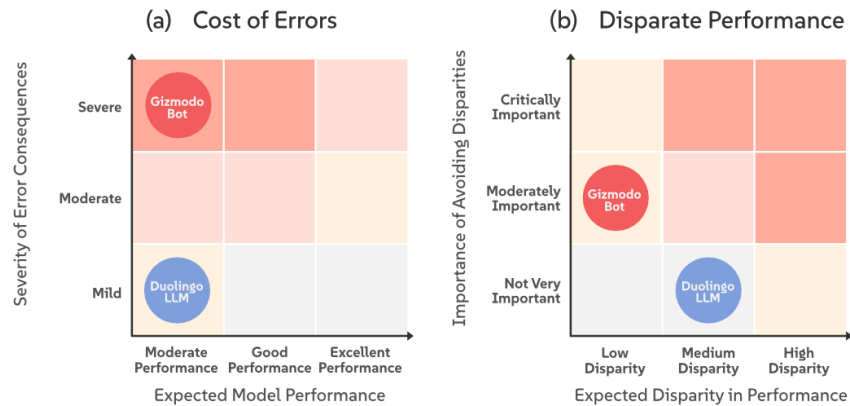 (a) Cost of Errors
Severity of Error Consequences
Severe
Moderate
Mild
Gizmodo
Bot
Duolingo
LLM
Moderate
Performance
Good
Performance
Excellent
Performance
Expected Model Performance
(b) Disparate Performance
Importance of Avoiding Disparities
Critically
Important
Moderately
Important
Not Very
Important
Gizmodo
Bot
Duolingo
LLM
Low
Disparity
Medium
Disparity
High
Disparity
Expected Disparity in Performance